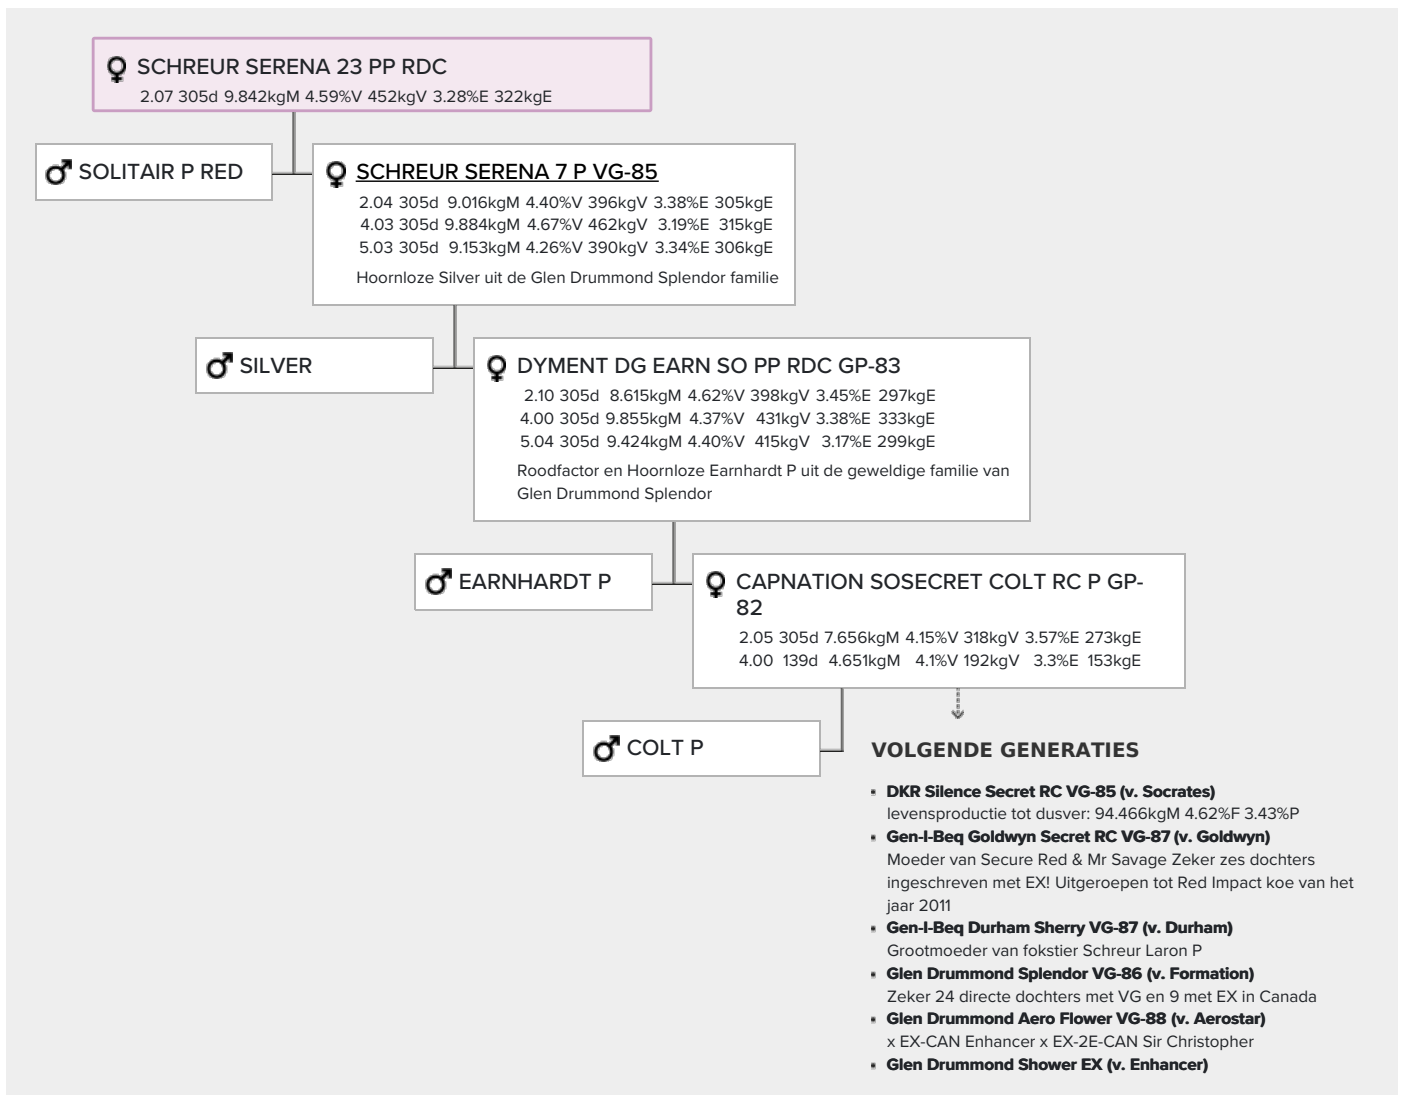 SCHREUR SERENA 23 PP RDC
2.07 305d 9.842kgM 4.59%V 452kgV 3.28%E 322kgE
SOLITAIR P RED
SCHREUR SERENA 7 P VG-85
2.04 305d 9.016kgM 4.40%V 396kgV 3.38%E 305kgE
4.03 305d 9.884kgM 4.67%V 462kgV 3.19%E 315kgE
5.03 305d 9.153kgM 4.26%V 390kgV 3.34%E 306kgE
Hoornloze Silver uit de Glen Drummond Splendor familie
SILVER
DYMENT DG EARN SO PP RDC GP-83
2.10 305d 8.615kgM 4.62%V 398kgV 3.45%E 297kgE
4.00 305d 9.855kgM 4.37%V 431kgV 3.38%E 333kgE
5.04 305d 9.424kgM 4.40%V 415kgV 3.17%E 299kgE
Roodfactor en Hoornloze Earnhardt P uit de geweldige familie van
Glen Drummond Splendor
EARNHARDT P
CAPNATION SOSECRET COLT RC P GP-
82
2.05 305d 7.656kgM 4.15%V 318kgV 3.57%E 273kgE
4.00 139d 4.651kgM 4.1%V 192kgV 3.3%E 153kgE
COLT P
VOLGENDE GENERATIES
DKR Silence Secret RC VG-85 (v. Socrates)
levensproductie tot dusver: 94.466kgM 4.62%F 3.43%P
Gen-I-Beq Goldwyn Secret RC VG-87 (v. Goldwyn)
Moeder van Secure Red & Mr Savage Zeker zes dochters
ingeschreven met EX! Uitgeroepen tot Red Impact koe van het
jaar 2011
Gen-I-Beq Durham Sherry VG-87 (v. Durham)
Grootmoeder van fokstier Schreur Laron P
Glen Drummond Splendor VG-86 (v. Formation)
Zeker 24 directe dochters met VG en 9 met EX in Canada
Glen Drummond Aero Flower VG-88 (v. Aerostar)
x EX-CAN Enhancer x EX-2E-CAN Sir Christopher
Glen Drummond Shower EX (v. Enhancer)